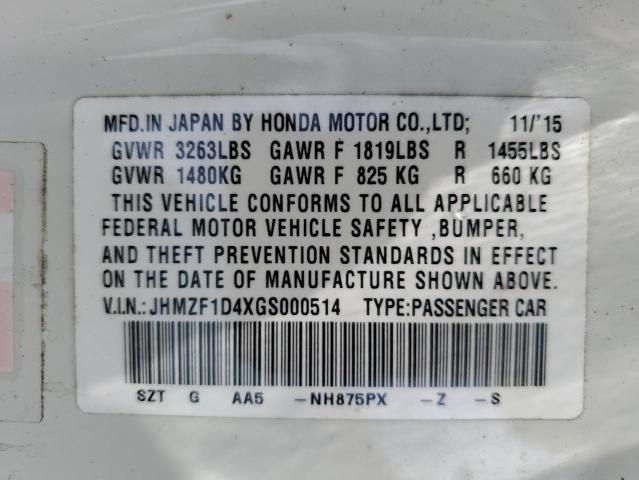 MFD.IN JAPAN BY HONDA MOTOR CO.,LTD; 11/'15
GVWR 3263LBS GAWR F 1819LBS R 1455LBS
GVWR 1480KG GAWR F 825 KG R 660 KG
THIS VEHICLE CONFORMS TO ALL APPLICABLE
FEDERAL MOTOR VEHICLE SAFETY ,BUMPER,
AND THEFT PREVENTION STANDARDS IN EFFECT
ON THE DATE OF MANUFACTURE SHOWN ABOVE.
V.I.N.:JHMZF1D4XGS000514 TYPE:PASSENGER CAR
SZT G AA5 -NH875PX -Z -S